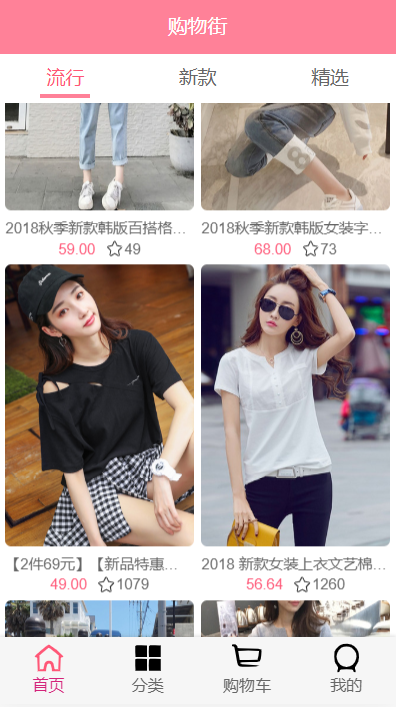 购物街
流行 新款 精选
2018秋季新款韩版百搭格... 2018秋季新款韩版女装字...
59.00 49 68.00 73
【2件69元】【新品特惠... 2018 新款女装上衣文艺棉...
49.00 1079 56.64 1260
首页 分类 购物车 我的